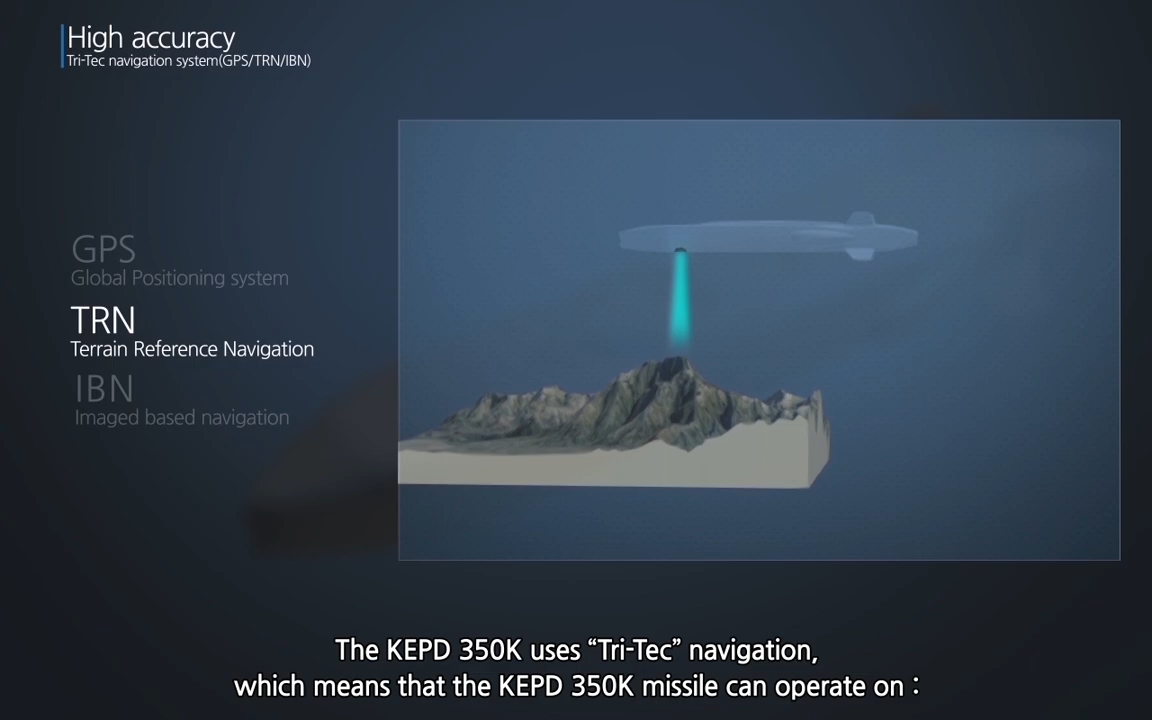 High accuracy
Tri-Tec navigation system(GPS/TRN/IBN)
GPS
Global Positioning system
TRN
Terrain Reference Navigation
IBN
Imaged based navigation
The KEPD 350K uses “Tri-Tec” navigation,
which means that the KEPD 350K missile can operate on :